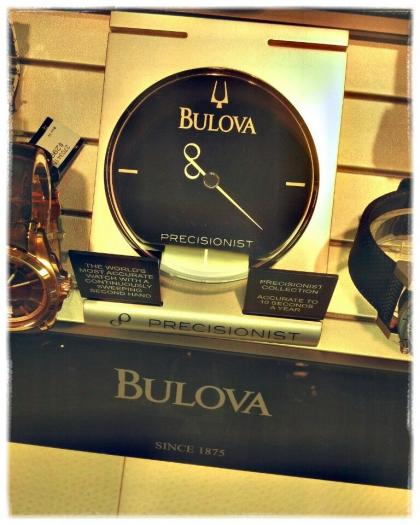 BULOVA
PRECISIONIST
THE WORLD'S
MOST ACCURATE
WATCH WITH A
CONTINUOUSLY
SWEEPING
SECOND HAND
PRECISIONIST
COLLECTION
ACCURATE TO
10 SECONDS
A YEAR
PRECISIONIST
BULOVA
SINCE 1875